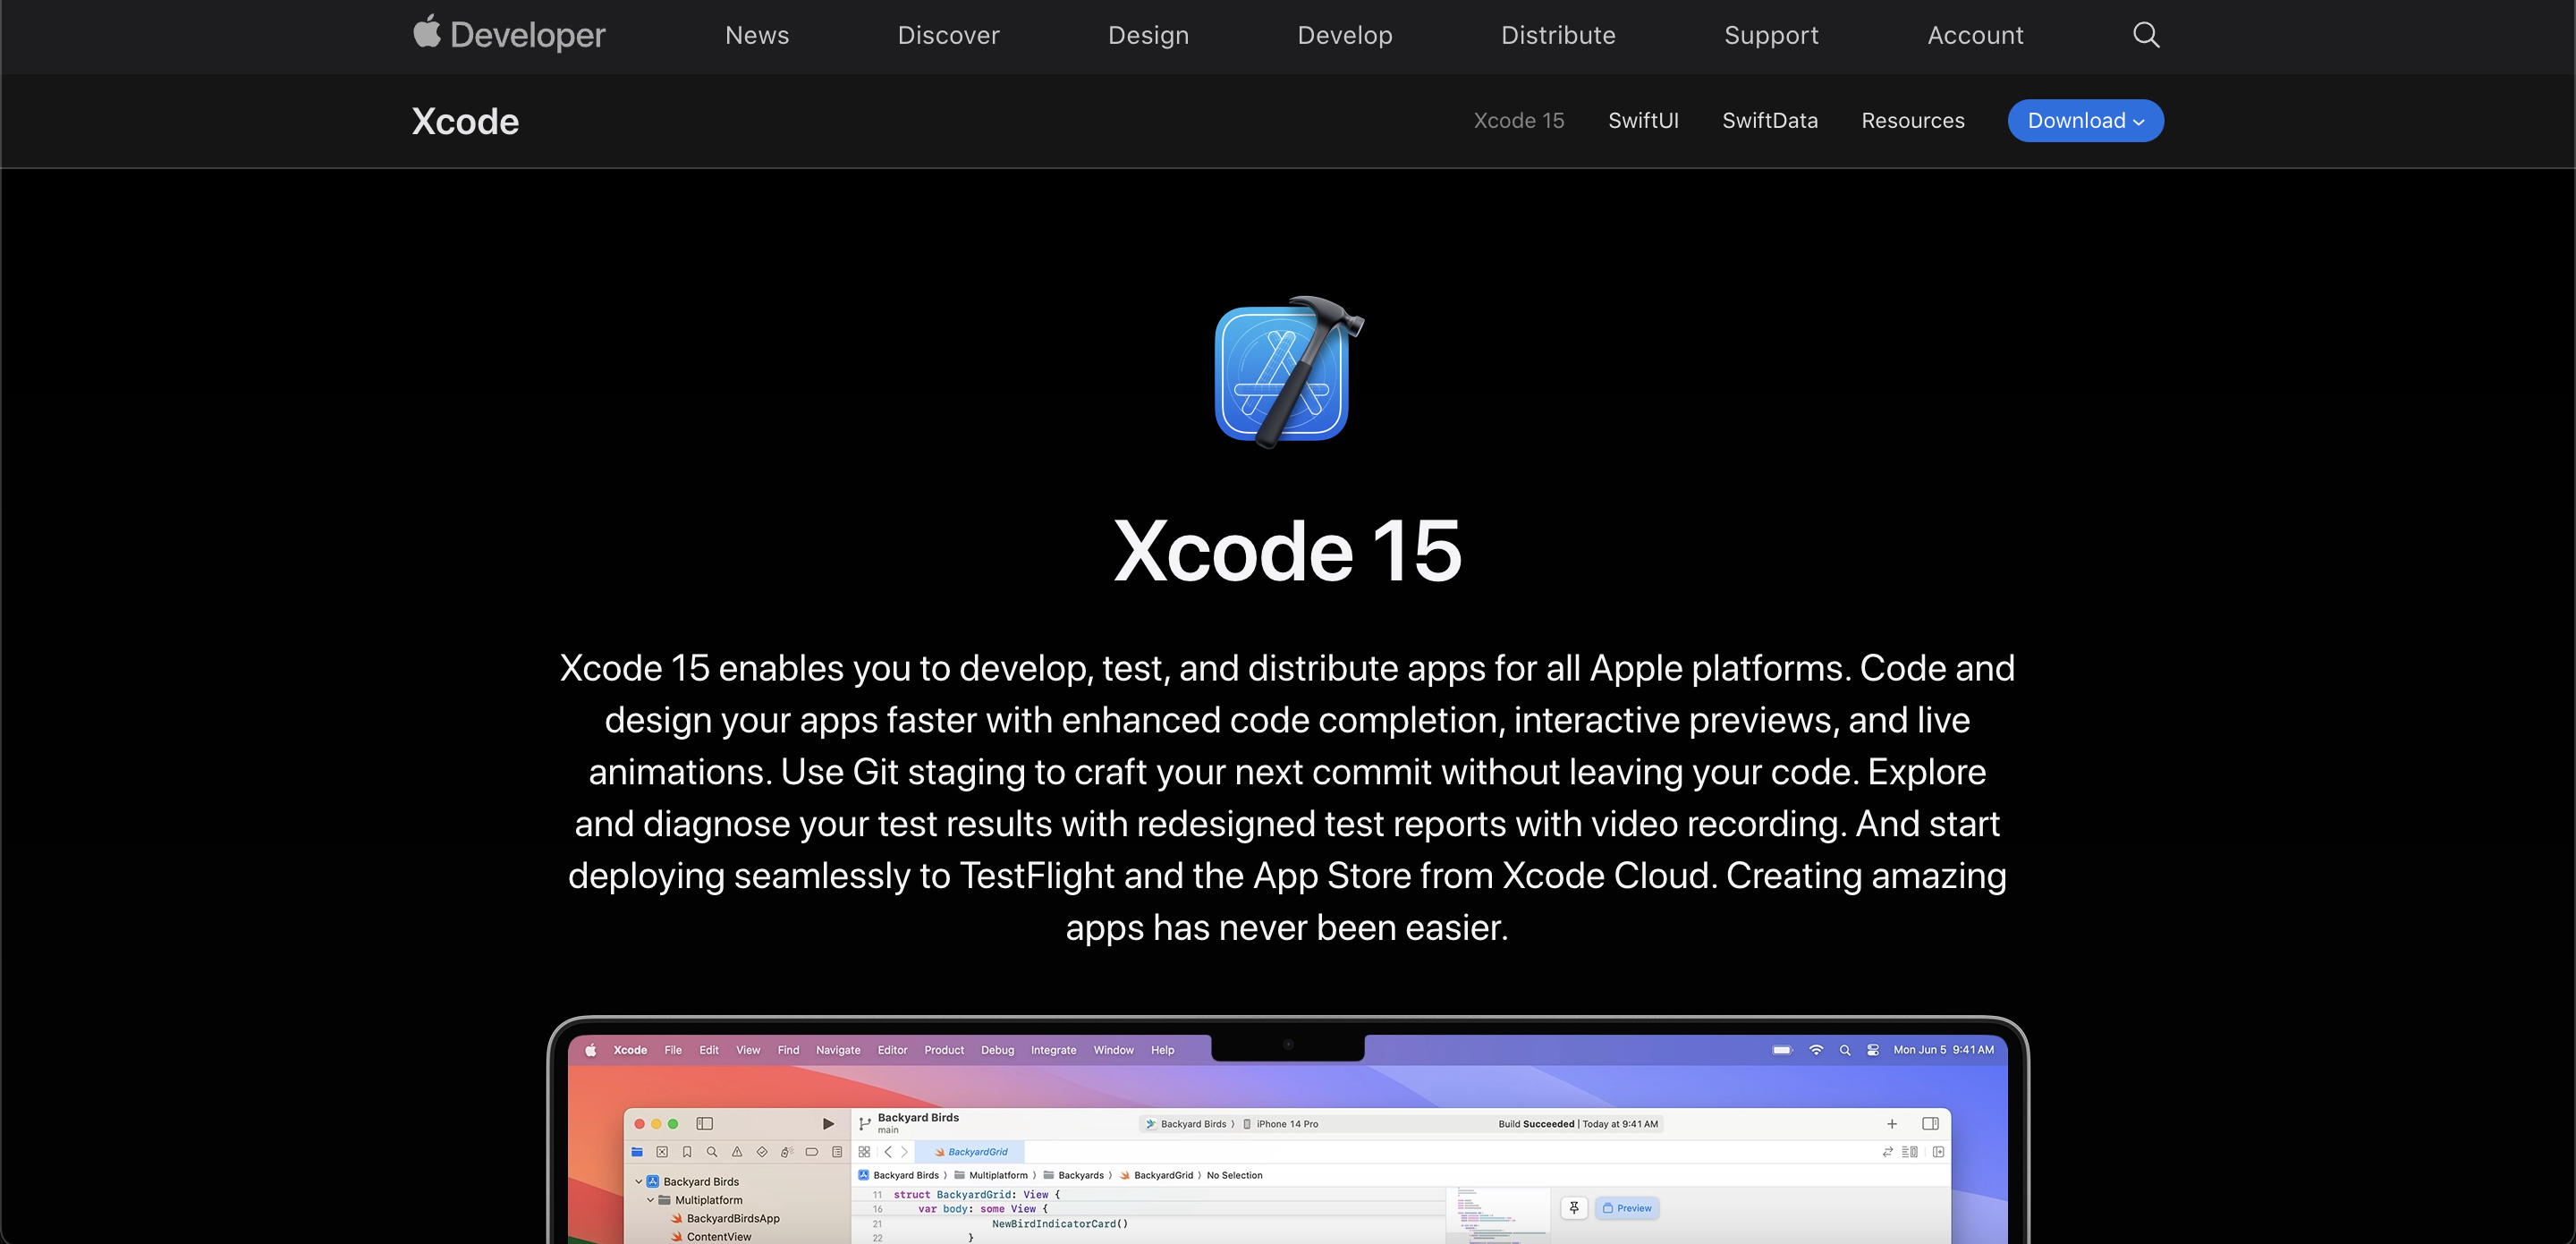 Developer
News
Discover
Design
Develop
Distribute
Support
Account
Xcode
Xcode 15
SwiftUI
SwiftData
Resources
Download
Xcode 15
Xcode 15 enables you to develop, test, and distribute apps for all Apple platforms. Code and
design your apps faster with enhanced code completion, interactive previews, and live
animations. Use Git staging to craft your next commit without leaving your code. Explore
and diagnose your test results with redesigned test reports with video recording. And start
deploying seamlessly to TestFlight and the App Store from Xcode Cloud. Creating amazing
apps has never been easier.
Xcode File Edit View Find Navigate Editor Product Debug Integrate Window Help
Mon Jun 5 9:41 AM
Backyard Birds
main
Backyard Birds
iPhone 14 Pro
Build Succeeded | Today at 9:41 AM
BackyardGrid
Backyard Birds
Multiplatform
Backyards
BackyardGrid
No Selection
Backyard Birds
Multiplatform
BackyardBirdsApp
ContentView
11 struct BackyardGrid: View {
16 var body: some View {
21 NewBirdIndicatorCard()
22 }
Preview